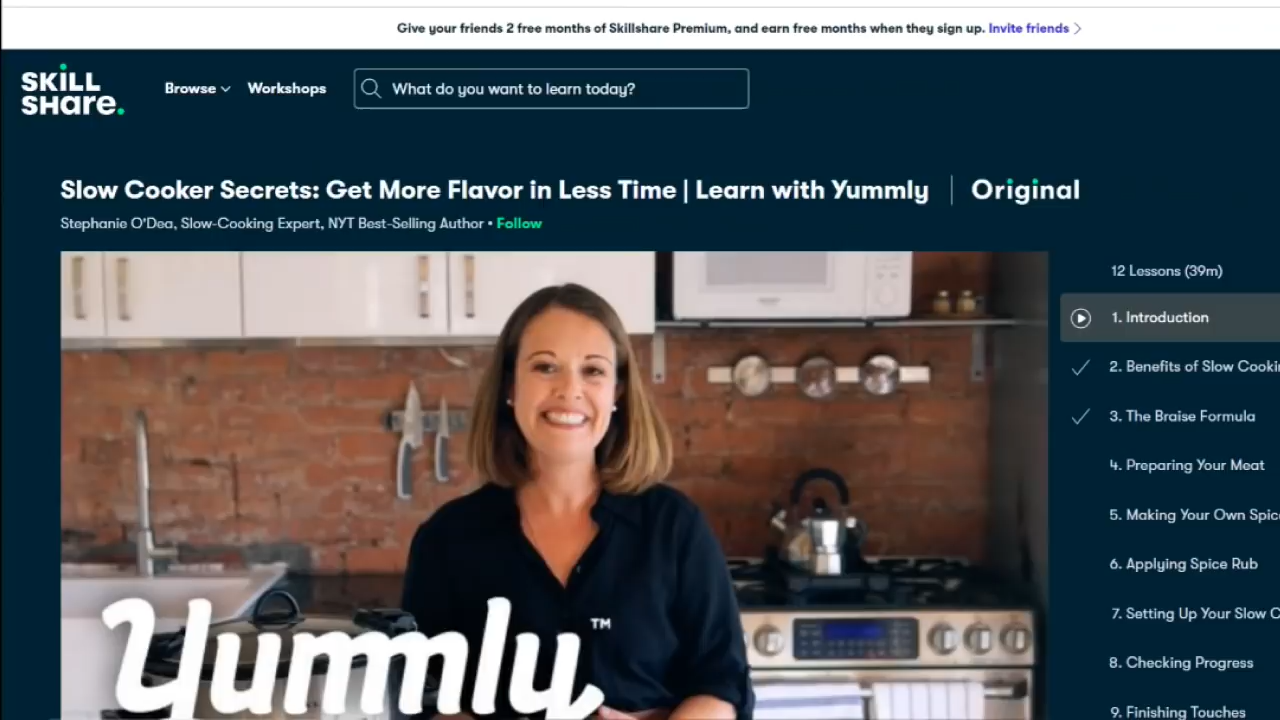 Give your friends 2 free months of Skillshare Premium, and earn free months when they sign up. Invite friends
SKILL
SHare.
Browse
Workshops
What do you want to learn today?
Slow Cooker Secrets: Get More Flavor in Less Time | Learn with Yummly | Original
Stephanie O'Dea, Slow-Cooking Expert, NYT Best-Selling Author • Follow
12 Lessons (39m)
1. Introduction
2. Benefits of Slow Cookin
3. The Braise Formula
4. Preparing Your Meat
5. Making Your Own Spic
6. Applying Spice Rub
7. Setting Up Your Slow C
8. Checking Progress
9. Finishing Touches
Yummly™